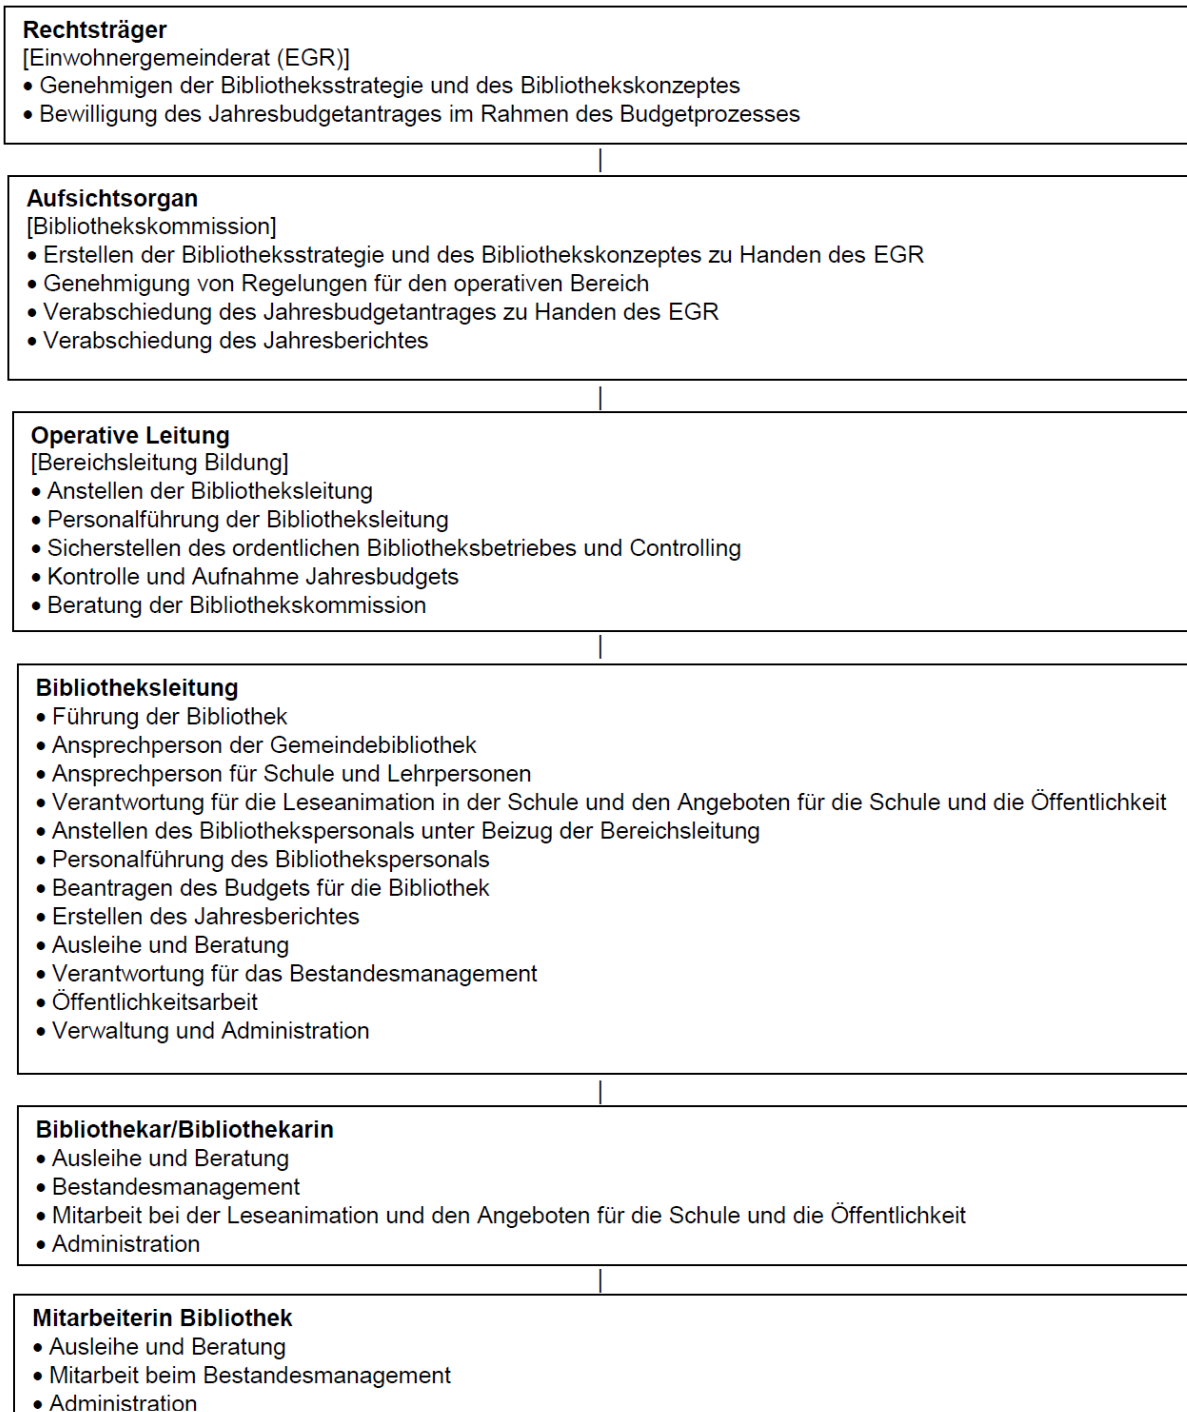 Rechtsträger
[Einwohnergemeinderat (EGR)]
• Genehmigen der Bibliotheksstrategie und des Bibliothekskonzeptes
• Bewilligung des Jahresbudgetantrages im Rahmen des Budgetprozesses
Aufsichtsorgan
[Bibliothekskommission]
• Erstellen der Bibliotheksstrategie und des Bibliothekskonzeptes zu Handen des EGR
• Genehmigung von Regelungen für den operativen Bereich
• Verabschiedung des Jahresbudgetantrages zu Handen des EGR
• Verabschiedung des Jahresberichtes
Operative Leitung
[Bereichsleitung Bildung]
• Anstellen der Bibliotheksleitung
• Personalführung der Bibliotheksleitung
• Sicherstellen des ordentlichen Bibliotheksbetriebes und Controlling
• Kontrolle und Aufnahme Jahresbudgets
• Beratung der Bibliothekskommission
Bibliotheksleitung
• Führung der Bibliothek
• Ansprechperson der Gemeindebibliothek
• Ansprechperson für Schule und Lehrpersonen
• Verantwortung für die Leseanimation in der Schule und den Angeboten für die Schule und die Öffentlichkeit
• Anstellen des Bibliothekspersonals unter Beizug der Bereichsleitung
• Personalführung des Bibliothekspersonals
• Beantragen des Budgets für die Bibliothek
• Erstellen des Jahresberichtes
• Ausleihe und Beratung
• Verantwortung für das Bestandesmanagement
• Öffentlichkeitsarbeit
• Verwaltung und Administration
Bibliothekar/Bibliothekarin
• Ausleihe und Beratung
• Bestandesmanagement
• Mitarbeit bei der Leseanimation und den Angeboten für die Schule und die Öffentlichkeit
• Administration
Mitarbeiterin Bibliothek
• Ausleihe und Beratung
• Mitarbeit beim Bestandesmanagement
• Administration